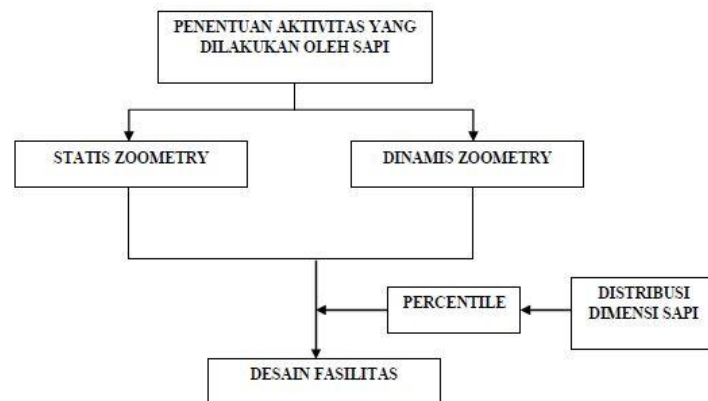 PENENTUAN AKTIVITAS YANG
DILAKUKAN OLEH SAPI
STATIS ZOOMETRY
DINAMIS ZOOMETRY
PERCENTILE
DISTRIBUSI
DIMENSI SAPI
DESAIN FASILITAS